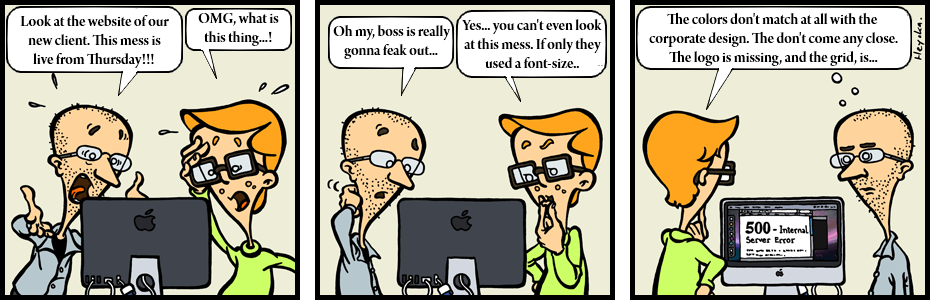 Look at the website of our
new client. This mess is
live from Thursday!!!
OMG, what is
this thing...!
Oh my, boss is really
gonna feak out...
Yes... you can't even look
at this mess. If only they
used a font-size..
The colors don't match at all with the
corporate design. The don't come any close.
The logo is missing, and the grid, is...
Heyoka.
500 - Internal
Server Error